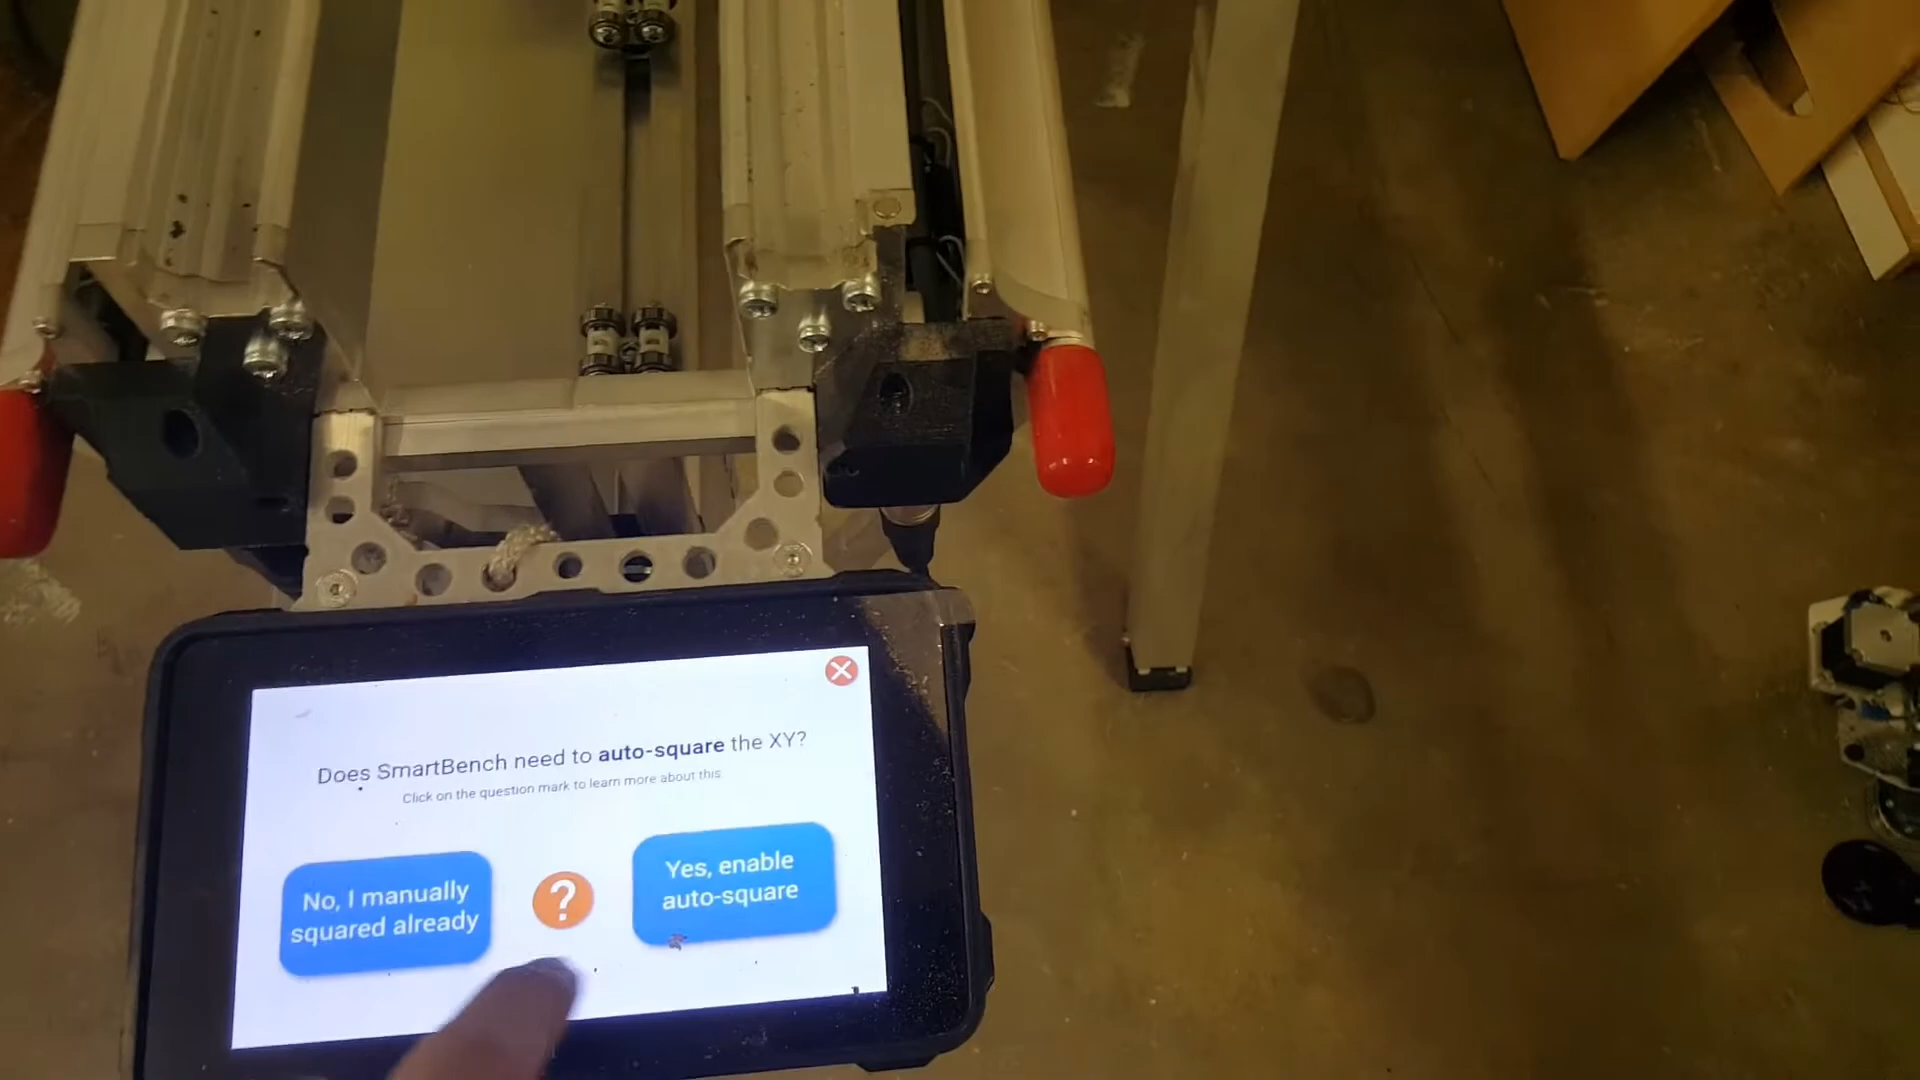 Does SmartBench need to auto-square the XY?
Click on the question mark to learn more about this.
No, I manually
squared already
?
Yes, enable
auto-square